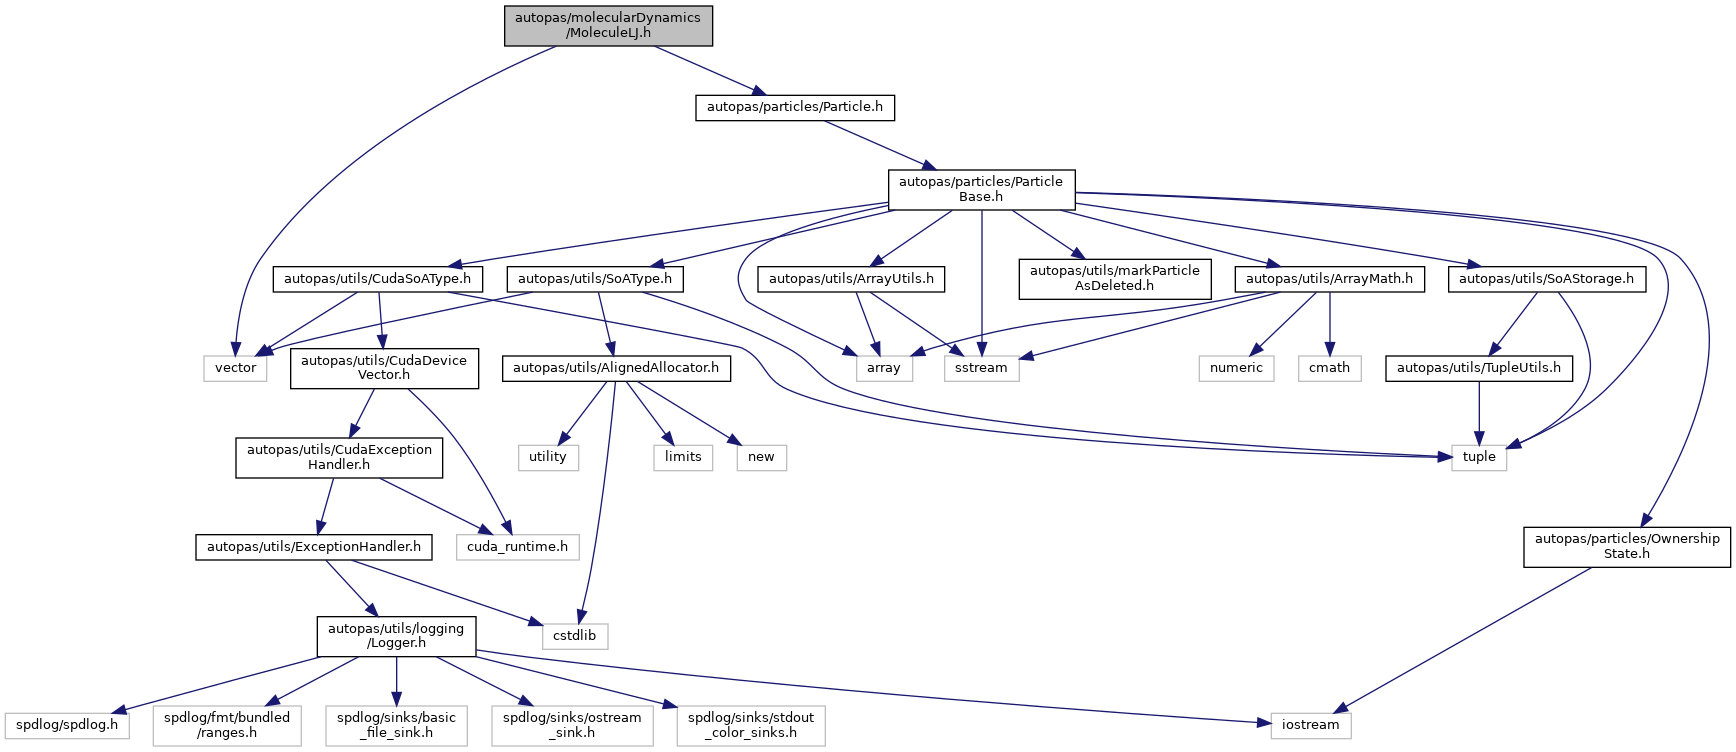 autopas/molecularDynamics
/MoleculeLJ.h
autopas/particles/Particle.h
autopas/particles/Particle
Base.h
autopas/utils/CudaSoAType.h
autopas/utils/SoAType.h
autopas/utils/ArrayUtils.h
autopas/utils/markParticle
AsDeleted.h
autopas/utils/ArrayMath.h
autopas/utils/SoAStorage.h
vector
autopas/utils/CudaDevice
Vector.h
autopas/utils/AlignedAllocator.h
array
sstream
numeric
cmath
autopas/utils/TupleUtils.h
autopas/utils/CudaException
Handler.h
utility
limits
new
tuple
autopas/utils/ExceptionHandler.h
cuda_runtime.h
autopas/particles/Ownership
State.h
autopas/utils/logging
/Logger.h
cstdlib
spdlog/spdlog.h
spdlog/fmt/bundled
/ranges.h
spdlog/sinks/basic
_file_sink.h
spdlog/sinks/ostream
_sink.h
spdlog/sinks/stdout
_color_sinks.h
iostream